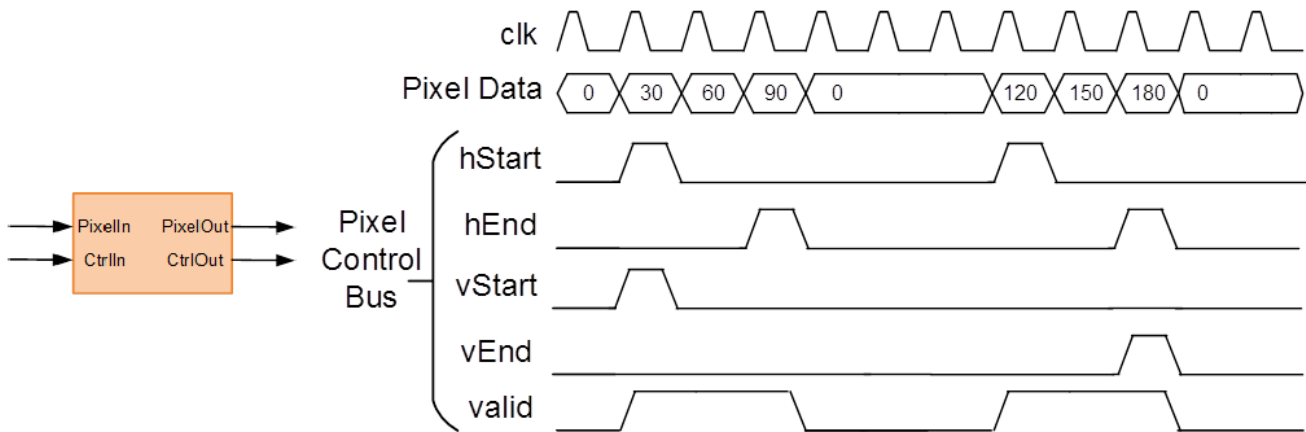 clk
Pixel Data
0 30 60 90 0 120 150 180 0
hStart
hEnd
vStart
vEnd
valid
Pixel
Control
Bus
PixelIn PixelOut
CtrlIn CtrlOut